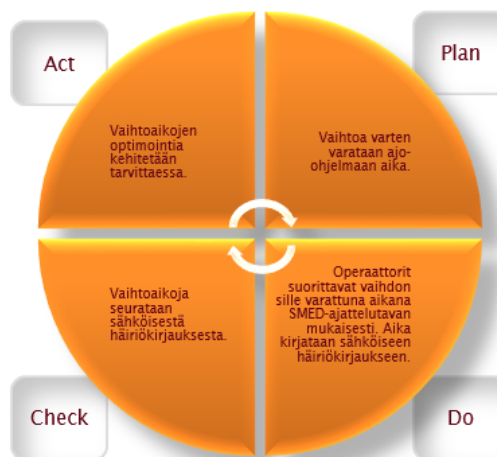 Act
Plan
Vaihtoaikojen
optimointia
kehitetään
tarvittaessa.
Vaihtoa varten
varataan ajo-
ohjelmaan aika.
Vaihtoaikoja
seurataan
sähköisestä
häiriökirjauksesta.
Operaattorit
suorittavat vaihdon
sille varattuna aikana
SMED-ajattelutavan
mukaisesti. Aika
kirjataan sähköiseen
häiriökirjaukseen.
Check
Do